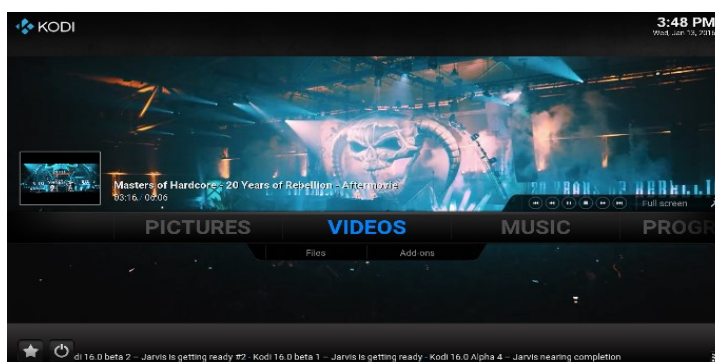 KODI
3:48 PM
Wed, Jan 13, 2016
Masters of Hardcore - 20 Years of Rebellion - Aftermovie
03:16 / 06:06
Full screen
PICTURES VIDEOS MUSIC PROGR
Files Add-ons
di 16.0 beta 2 – Jarvis is getting ready #2 - Kodi 16.0 beta 1 – Jarvis is getting ready - Kodi 16.0 Alpha 4 – Jarvis nearing completion